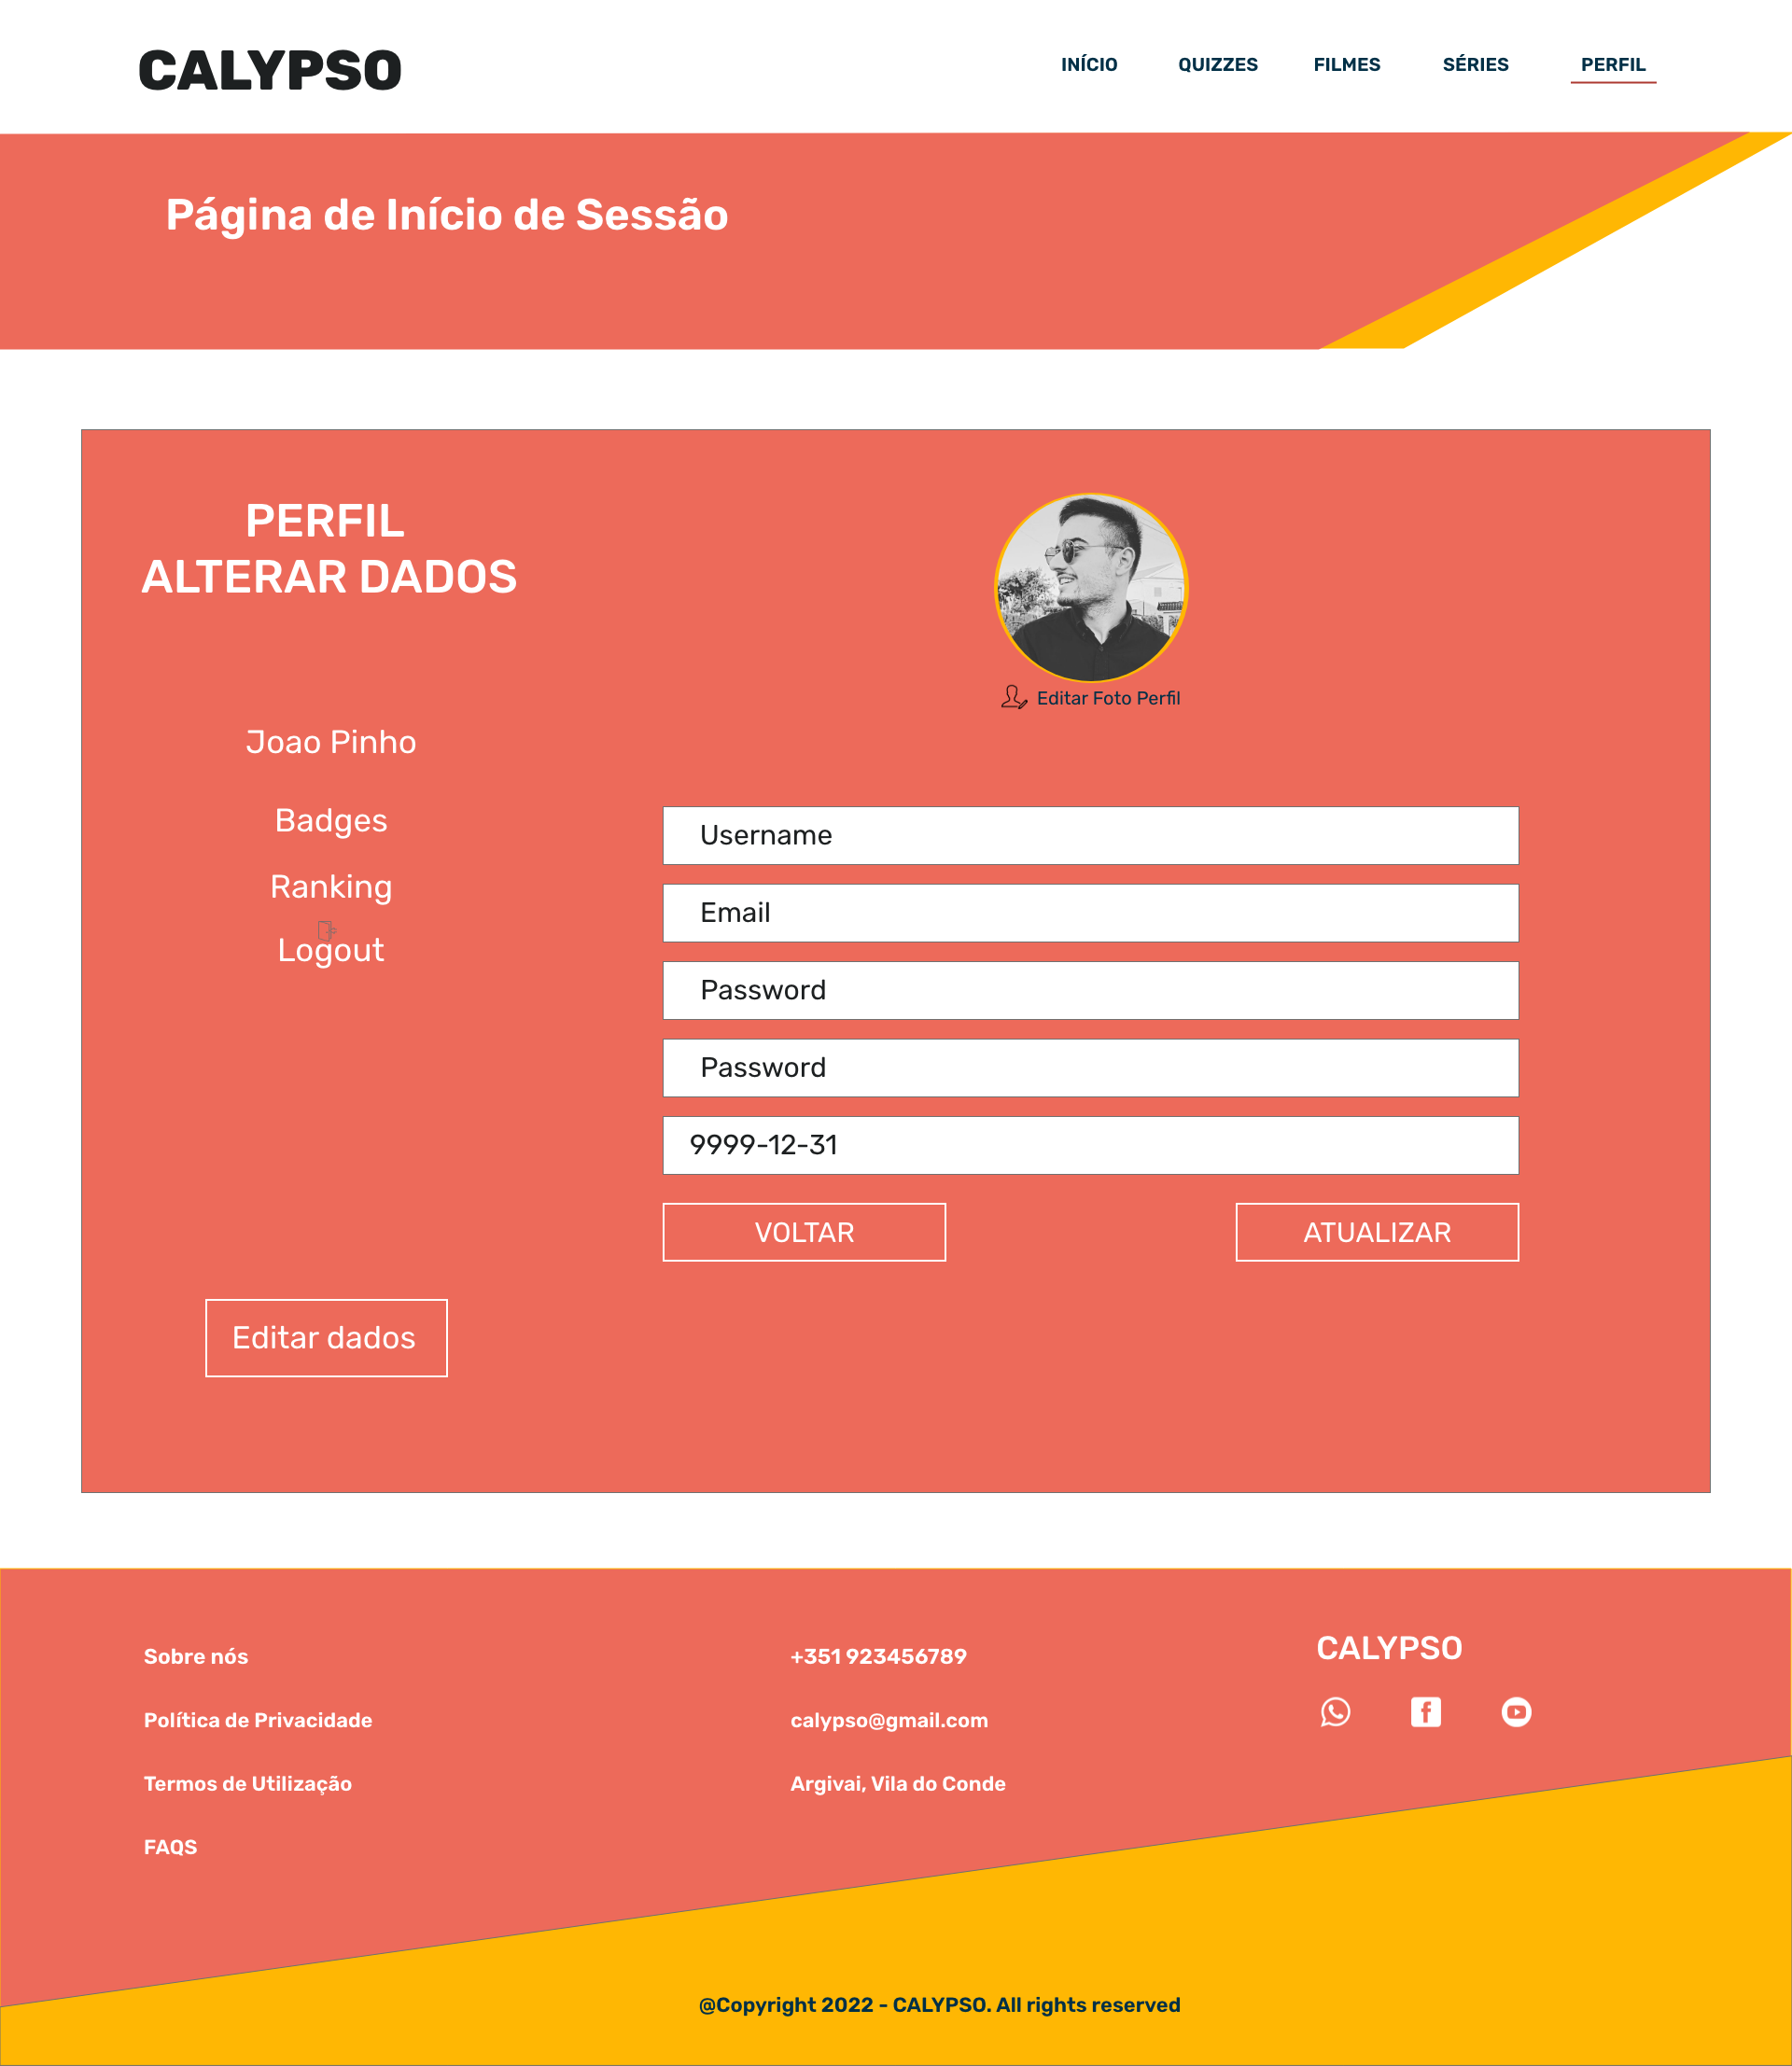 CALYPSO
INÍCIO QUIZZES FILMES SÉRIES PERFIL
Página de Início de Sessão
PERFIL
ALTERAR DADOS
Editar Foto Perfil
Joao Pinho
Badges
Ranking
Logout
Username
Email
Password
Password
9999-12-31
VOLTAR ATUALIZAR
Editar dados
Sobre nós
Política de Privacidade
Termos de Utilização
FAQS
+351 923456789
calypso@gmail.com
Argivai, Vila do Conde
CALYPSO
@Copyright 2022 - CALYPSO. All rights reserved